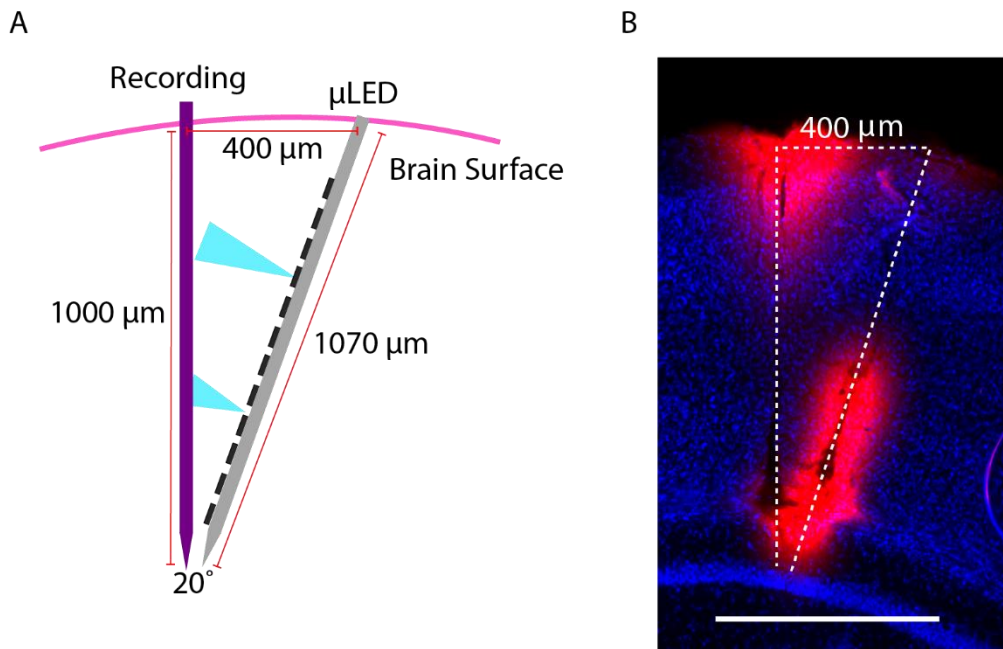 A
Recording
µLED
400 µm
Brain Surface
1000 µm
1070 µm
20°
B
400 µm